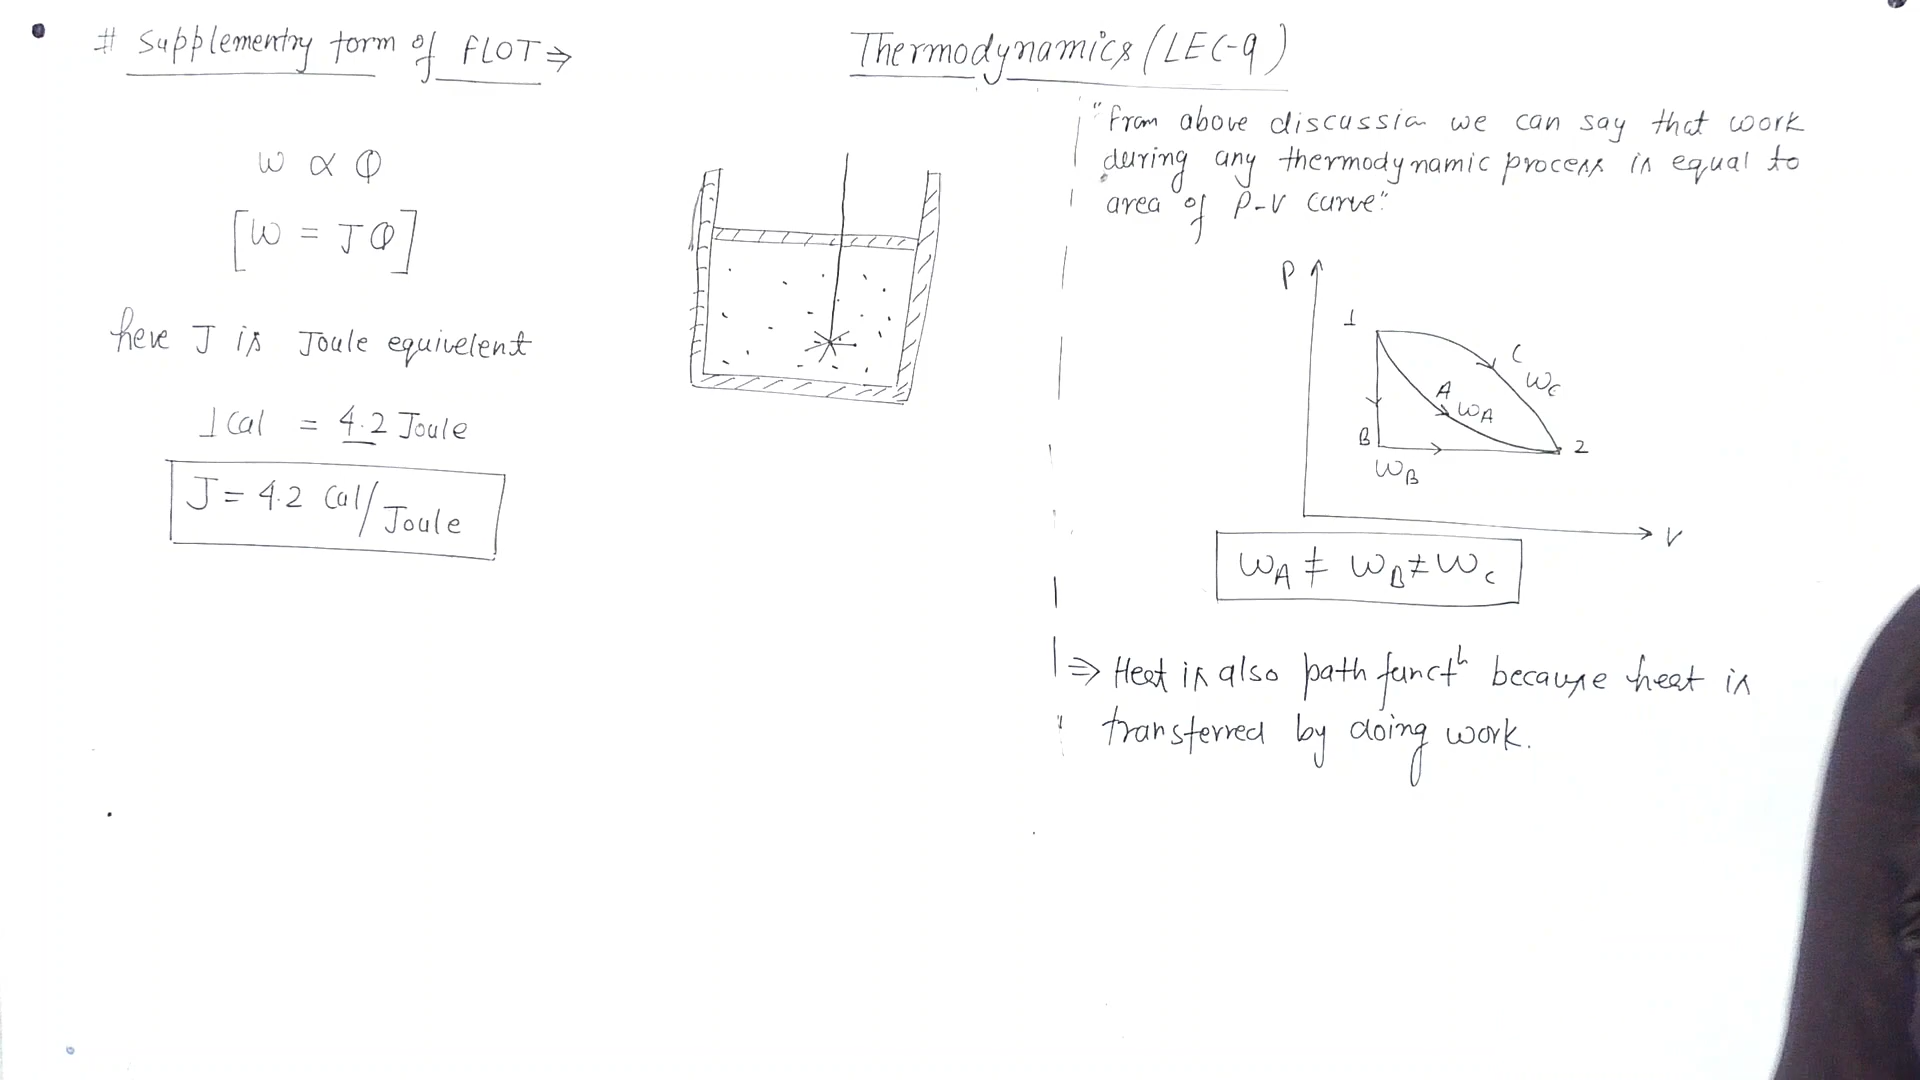 # Supplementry form of FLOT ⇒
Thermodynamics (LEC-9)
W ∝ Q
[W = JQ]
here J is Joule equivelent
1 Cal = 4.2 Joule
J = 4.2 Cal/Joule
"From above discussion we can say that work
during any thermodynamic process is equal to
area of P-V curve"
P
1
C
WC
A
WA
B
2
WB
V
WA ≠ WB ≠ WC
⇒ Heat is also path functn because heat is
transferred by doing work.